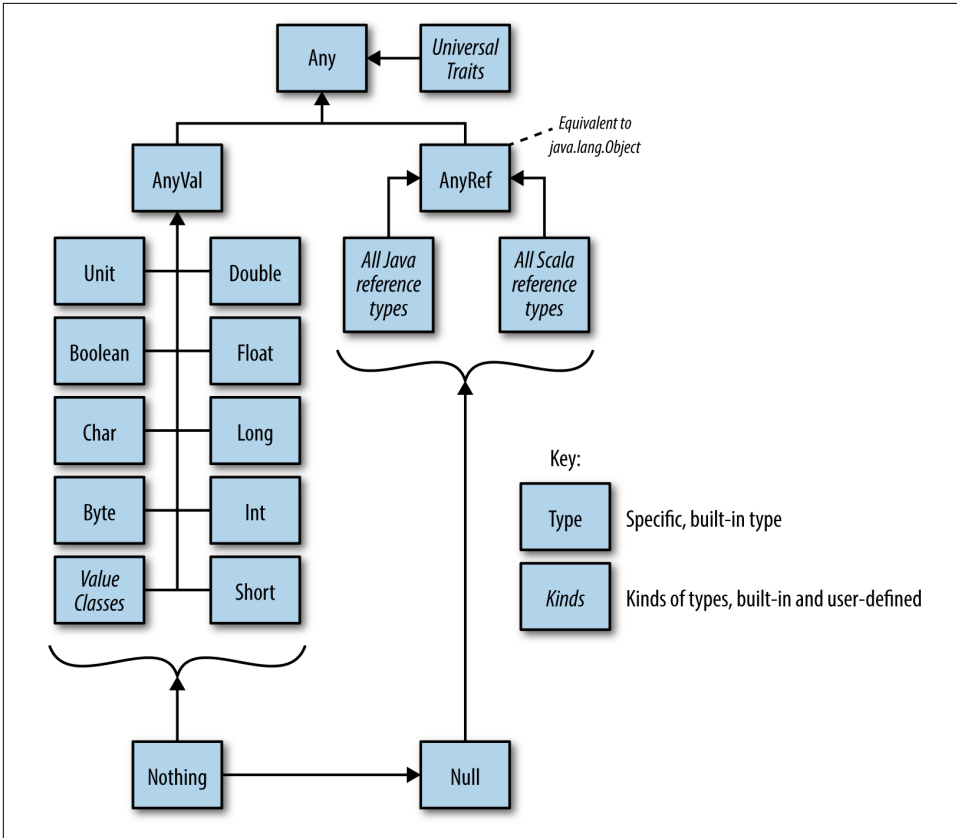 Any
Universal
Traits
Equivalent to
java.lang.Object
AnyVal
AnyRef
Unit
Double
All Java
reference
types
All Scala
reference
types
Boolean
Float
Char
Long
Key:
Byte
Int
Type
Specific, built-in type
Value
Classes
Short
Kinds
Kinds of types, built-in and user-defined
Nothing
Null